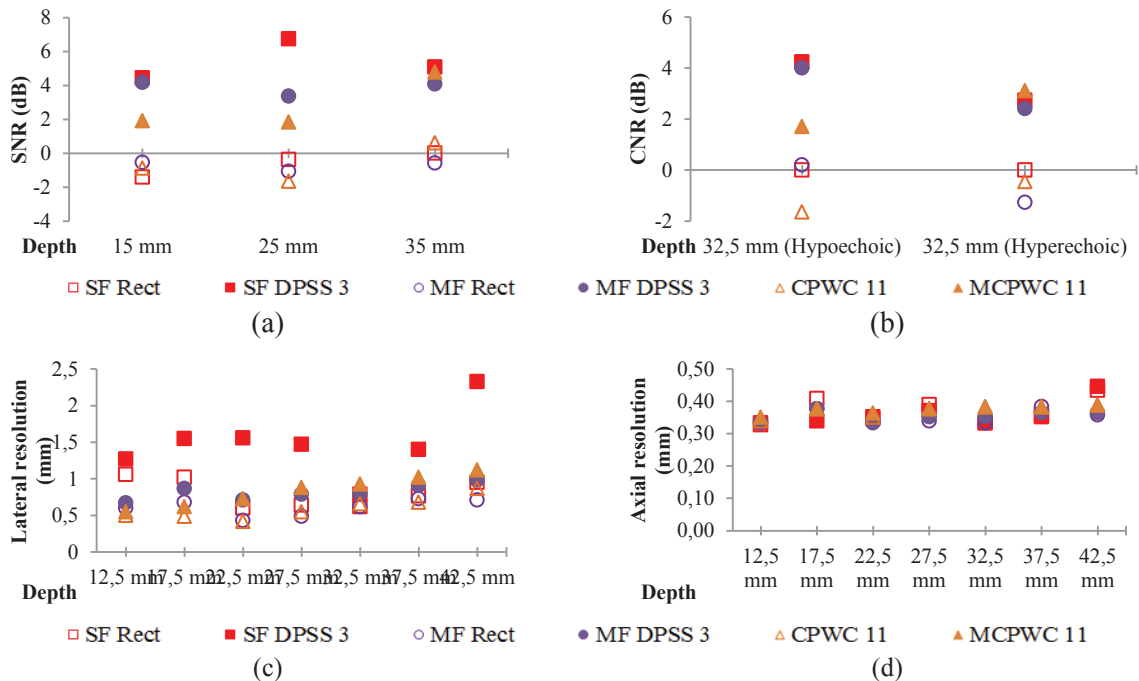 8
6
4
2
0
-2
-4
SNR (dB)
Depth 15 mm 25 mm 35 mm
6
4
2
0
-2
CNR (dB)
Depth 32,5 mm (Hypoechoic) 32,5 mm (Hyperechoic)
SF Rect SF DPSS 3 MF Rect MF DPSS 3 CPWC 11 MCPWC 11
(a) (b)
2,5
2
1,5
1
0,5
0
Lateral resolution
(mm)
12,5 mm 17,5 mm 22,5 mm 27,5 mm 32,5 mm 37,5 mm 42,5 mm
Depth
0,50
0,40
0,30
0,20
0,10
0,00
Axial resolution
(mm)
12,5 17,5 22,5 27,5 32,5 37,5 42,5
mm mm mm mm mm mm mm
Depth
SF Rect SF DPSS 3 MF Rect MF DPSS 3 CPWC 11 MCPWC 11
(c) (d)